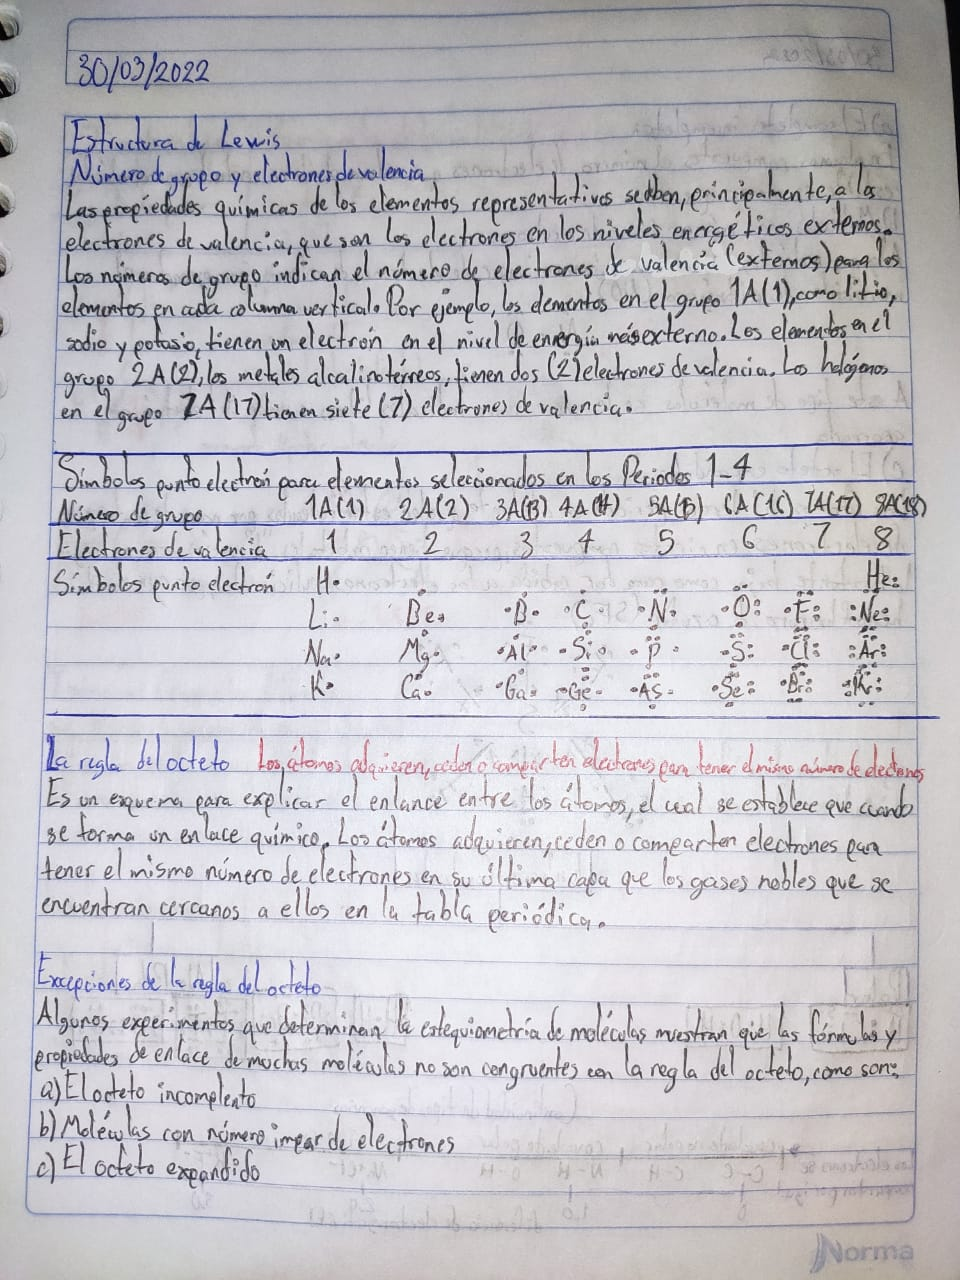 30/03/2022
Estructura de Lewis
Número de grupo y electrones de valencia
Las propiedades químicas de los elementos representativos se deben, principalmente, a los
electrones de valencia, que son los electrones en los niveles energéticos externos.
Los números de grupo indican el número de electrones de valencia (externos) para los
elementos en cada columna vertical. Por ejemplo, los elementos en el grupo 1A(1), como litio,
sodio y potasio, tienen un electrón en el nivel de energía más externo. Los elementos en el
grupo 2A(2), los metales alcalinotérreos, tienen dos (2) electrones de valencia. Los halógenos
en el grupo 7A(17) tienen siete (7) electrones de valencia.
Símbolos punto electrón para elementos seleccionados en los Periodos 1-4
Número de grupo 1A(1) 2A(2) 3A(13) 4A(14) 5A(15) 6A(16) 7A(17) 8A(18)
Electrones de valencia 1 2 3 4 5 6 7 8
Símbolos punto electrón H. He:
Li. Be. B. C. N. O: F: :Ne:
Na. Mg. Al. Si. P. S: Cl: :Ar:
K. Ca. Ga. Ge. As. Se: Br: :Kr:
La regla del octeto Los átomos adquieren, ceden o comparten electrones para tener el mismo número de electrones
Es un esquema para explicar el enlance entre los átomos, el cual se establece que cuando
se forma un enlace químico. Los átomos adquieren, ceden o comparten electrones para
tener el mismo número de electrones en su última capa que los gases nobles que se
encuentran cercanos a ellos en la tabla periódica.
Excepciones de la regla del octeto
Algunos experimentos que determinan la estequiometría de moléculas muestran que las fórmulas y
propiedades de enlace de muchas moléculas no son congruentes con la regla del octeto, como son:
a) El octeto incompleto
b) Moléculas con número impar de electrones
c) El octeto expandido
Norma